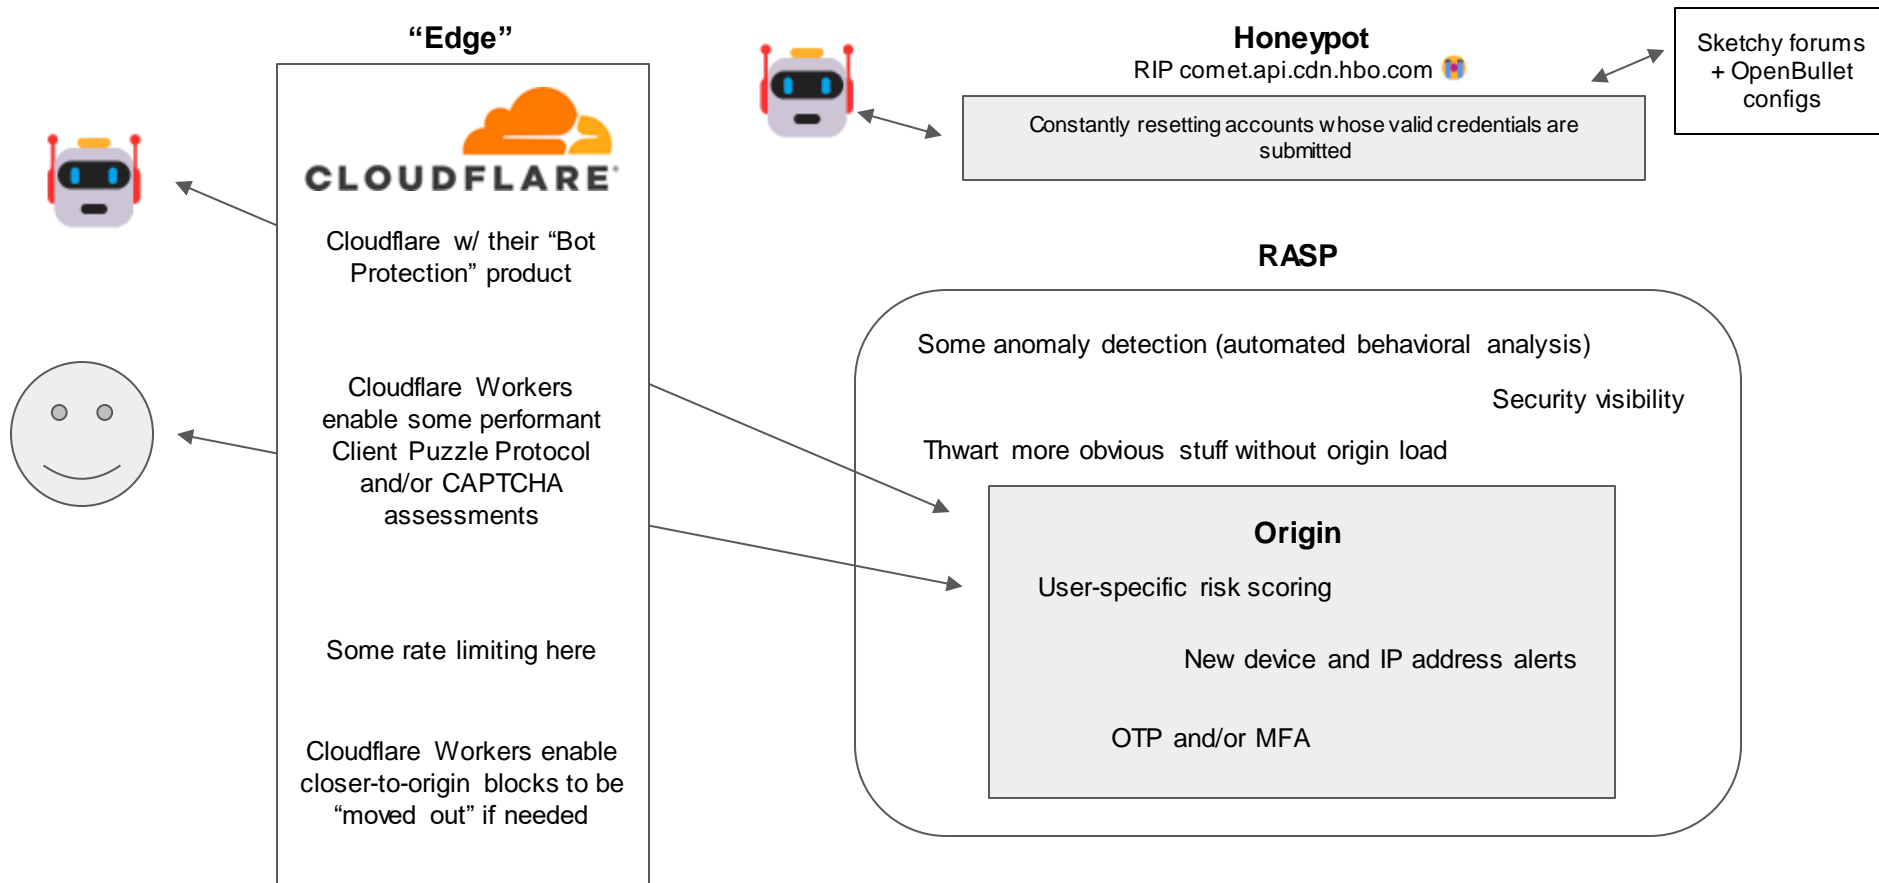 “Edge”
CLOUDFLARE
Cloudflare w/ their “Bot
Protection” product
Cloudflare Workers
enable some performant
Client Puzzle Protocol
and/or CAPTCHA
assessments
Some rate limiting here
Cloudflare Workers enable
closer-to-origin blocks to be
“moved out” if needed
Honeypot
RIP comet.api.cdn.hbo.com 😭
Constantly resetting accounts whose valid credentials are
submitted
Sketchy forums
+ OpenBullet
configs
RASP
Some anomaly detection (automated behavioral analysis)
Security visibility
Thwart more obvious stuff without origin load
Origin
User-specific risk scoring
New device and IP address alerts
OTP and/or MFA